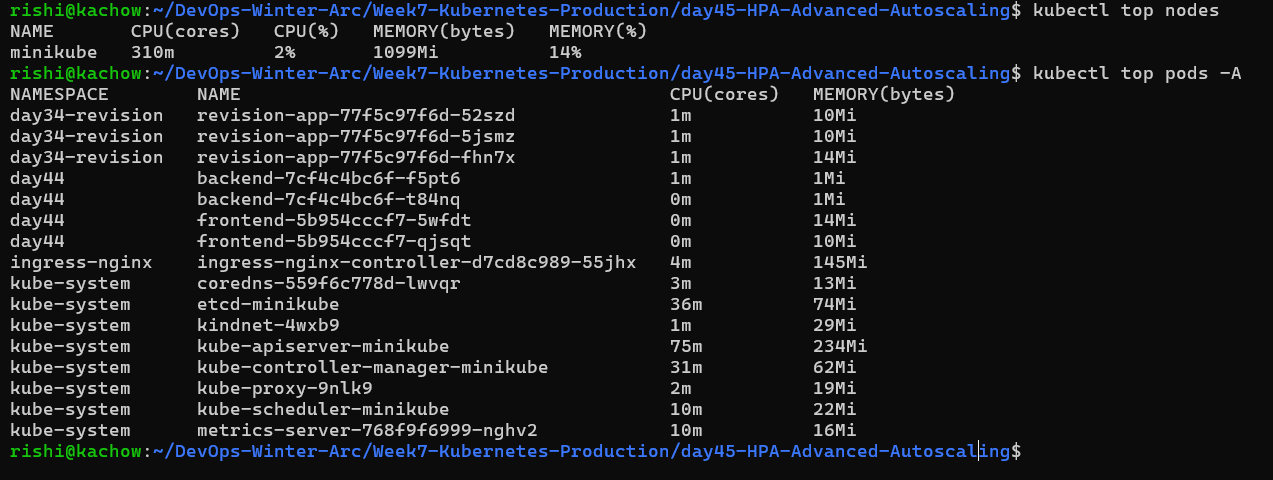 rishi@kachow:~/DevOps-Winter-Arc/Week7-Kubernetes-Production/day45-HPA-Advanced-Autoscaling$ kubectl top nodes
NAME       CPU(cores)   CPU(%)   MEMORY(bytes)   MEMORY(%)
minikube   310m         2%       1099Mi          14%
rishi@kachow:~/DevOps-Winter-Arc/Week7-Kubernetes-Production/day45-HPA-Advanced-Autoscaling$ kubectl top pods -A
NAMESPACE        NAME                                       CPU(cores)   MEMORY(bytes)
day34-revision   revision-app-77f5c97f6d-52szd              1m           10Mi
day34-revision   revision-app-77f5c97f6d-5jsmz              1m           10Mi
day34-revision   revision-app-77f5c97f6d-fhn7x              1m           14Mi
day44            backend-7cf4c4bc6f-f5pt6                   1m           1Mi
day44            backend-7cf4c4bc6f-t84nq                   0m           1Mi
day44            frontend-5b954cccf7-5wfdt                  0m           14Mi
day44            frontend-5b954cccf7-qjsqt                  0m           10Mi
ingress-nginx    ingress-nginx-controller-d7cd8c989-55jhx   4m           145Mi
kube-system      coredns-559f6c778d-lwvqr                   3m           13Mi
kube-system      etcd-minikube                              36m          74Mi
kube-system      kindnet-4wxb9                              1m           29Mi
kube-system      kube-apiserver-minikube                    75m          234Mi
kube-system      kube-controller-manager-minikube           31m          62Mi
kube-system      kube-proxy-9nlk9                           2m           19Mi
kube-system      kube-scheduler-minikube                    10m          22Mi
kube-system      metrics-server-768f9f6999-nghv2            10m          16Mi
rishi@kachow:~/DevOps-Winter-Arc/Week7-Kubernetes-Production/day45-HPA-Advanced-Autoscaling$